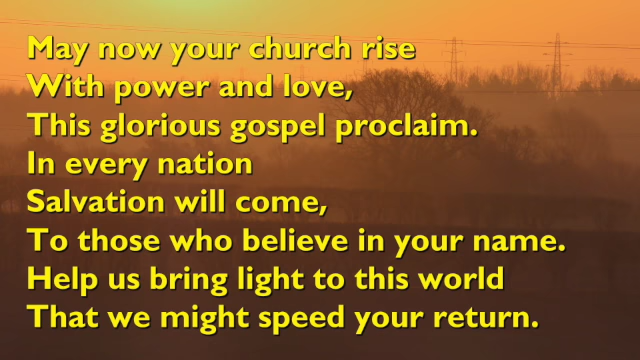 May now your church rise
With power and love,
This glorious gospel proclaim.
In every nation
Salvation will come,
To those who believe in your name.
Help us bring light to this world
That we might speed your return.